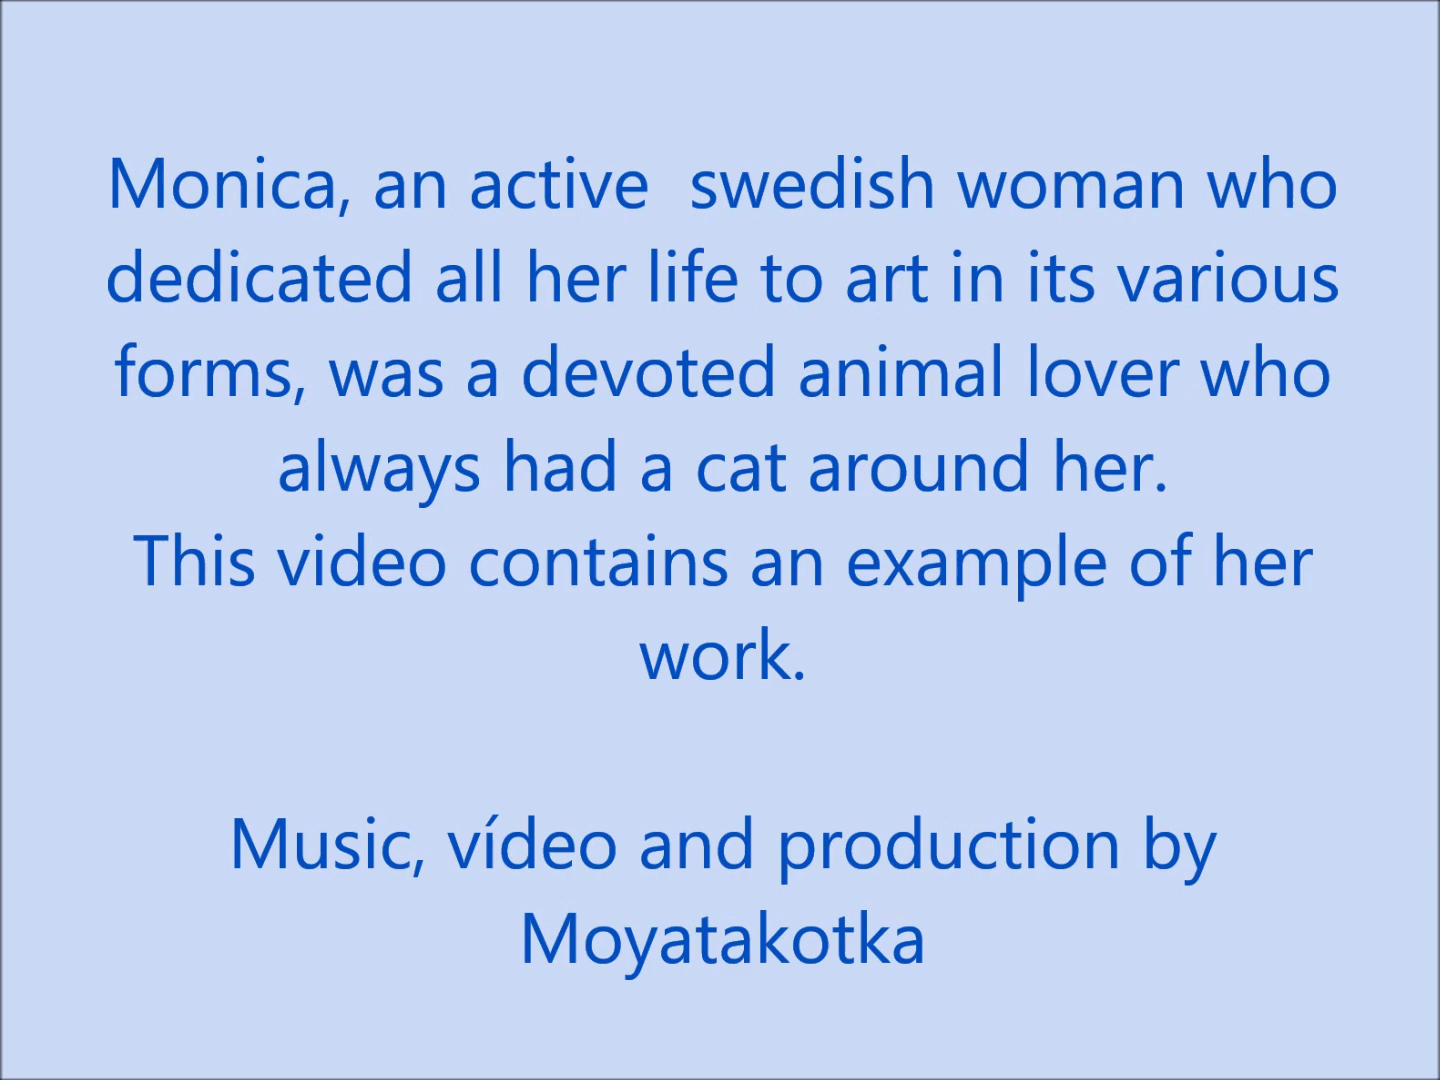 Monica, an active  swedish woman who
dedicated all her life to art in its various
forms, was a devoted animal lover who
always had a cat around her.
This video contains an example of her
work.
Music, vídeo and production by
Moyatakotka